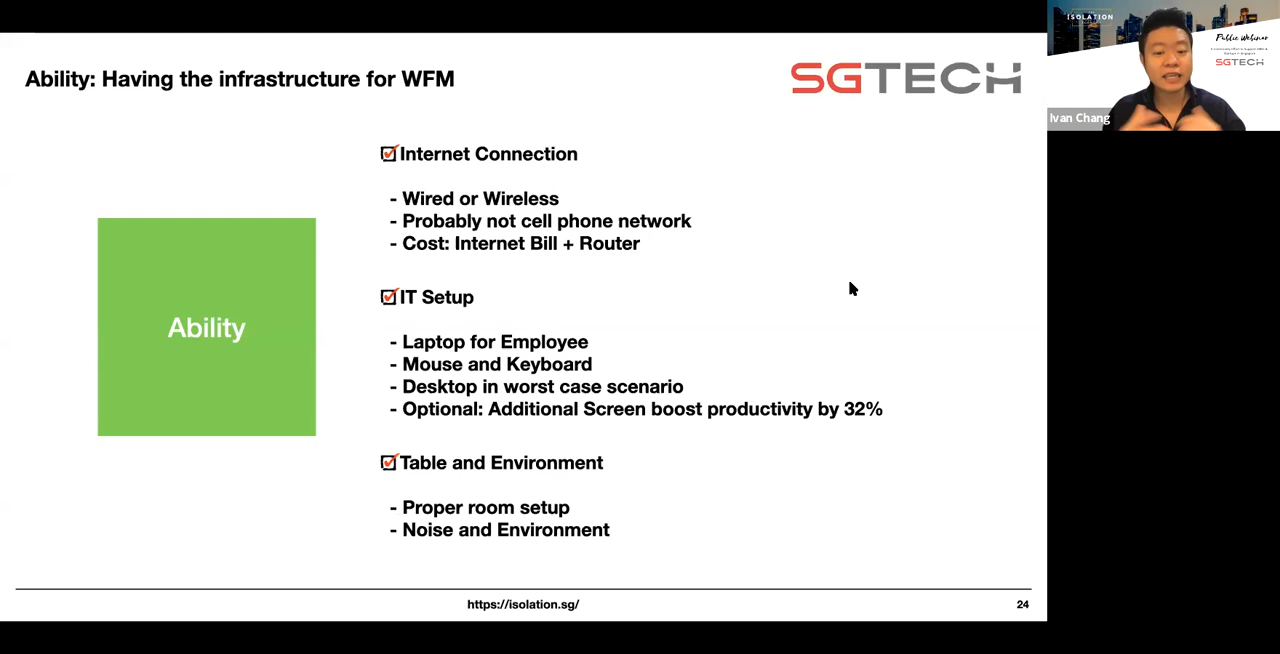 Ability: Having the infrastructure for WFM
SGTECH
Internet Connection
- Wired or Wireless
- Probably not cell phone network
- Cost: Internet Bill + Router
IT Setup
- Laptop for Employee
- Mouse and Keyboard
- Desktop in worst case scenario
- Optional: Additional Screen boost productivity by 32%
Table and Environment
- Proper room setup
- Noise and Environment
Ability
https://isolation.sg/
24
ISOLATION
Public Webinar
SGTECH
Ivan Chang